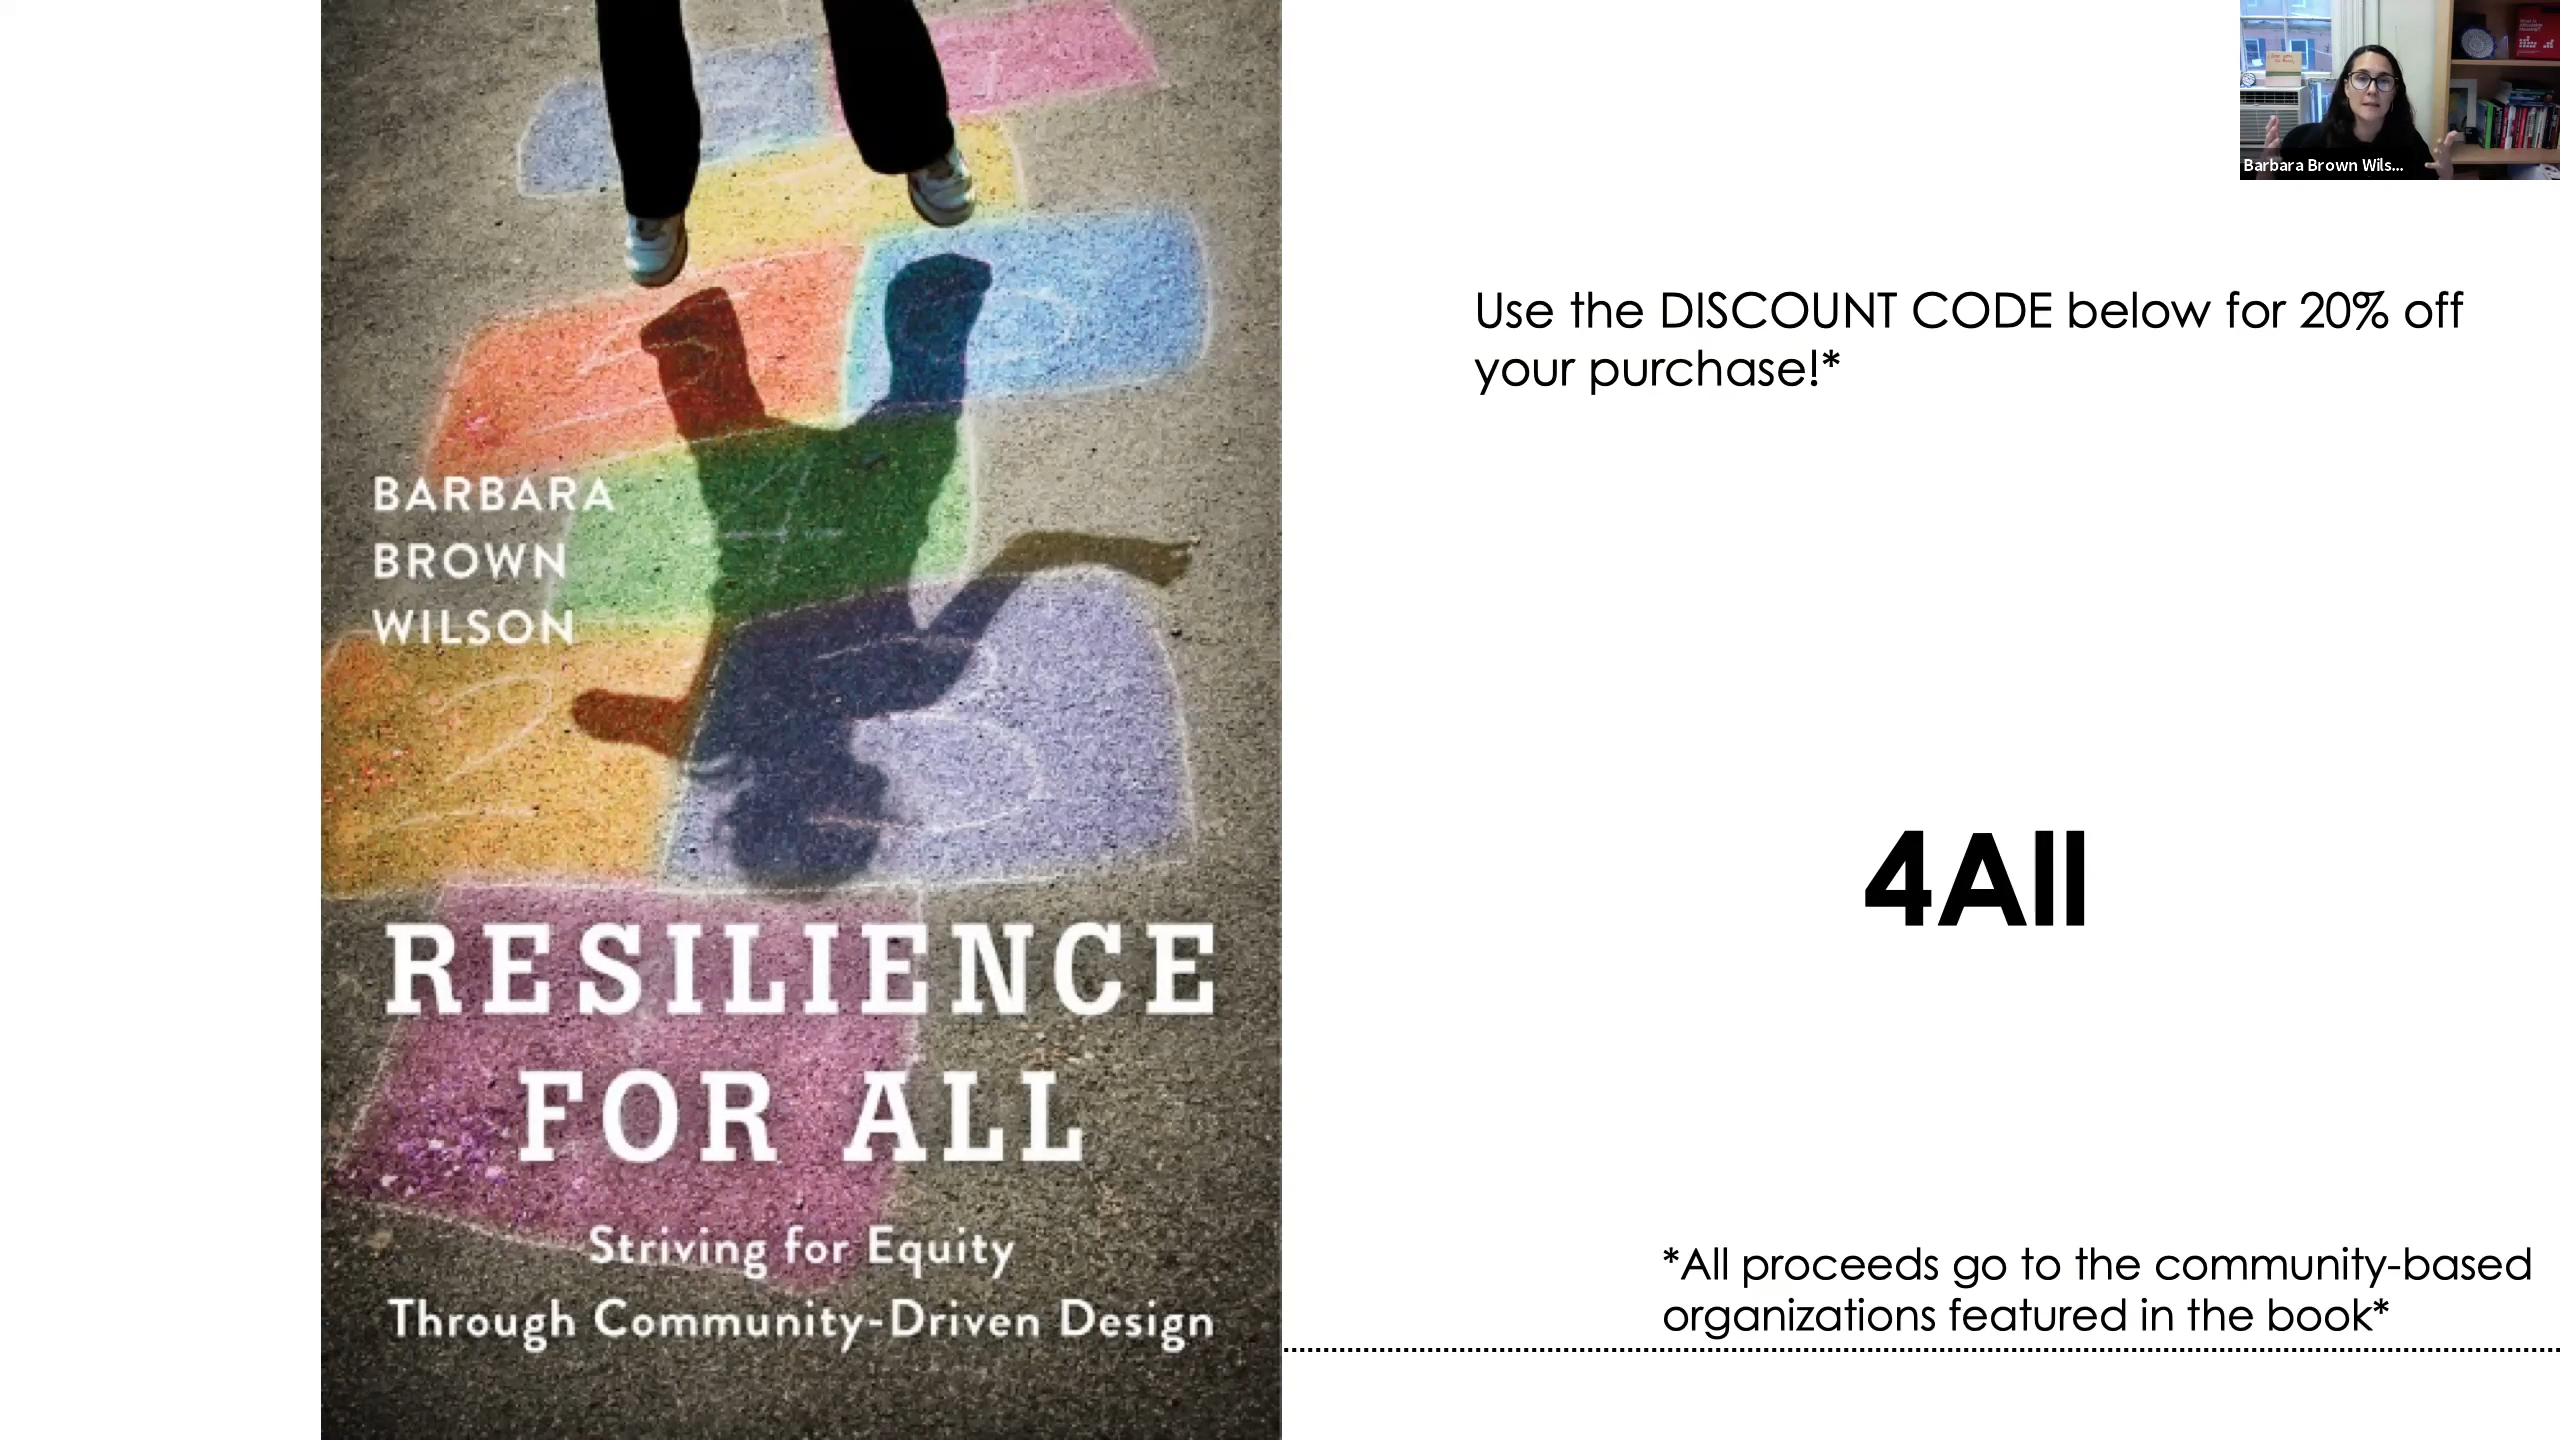 Barbara Brown Wils...
Use the DISCOUNT CODE below for 20% off
your purchase!*
BARBARA
BROWN
WILSON
4All
RESILIENCE
FOR ALL
Striving for Equity
Through Community-Driven Design
*All proceeds go to the community-based
organizations featured in the book*